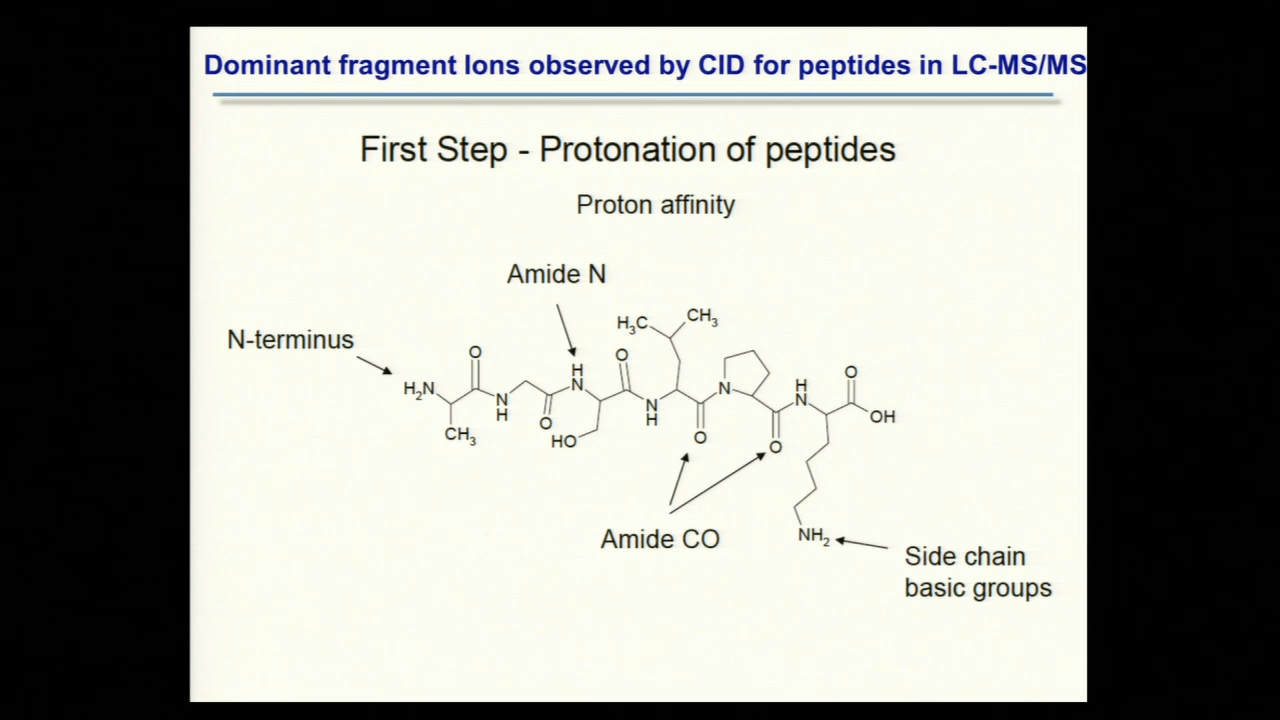 Dominant fragment Ions observed by CID for peptides in LC-MS/MS
First Step - Protonation of peptides
Proton affinity
Amide N
N-terminus
H3C
CH3
O
O
H
N
O
H2N
N
H
O
CH3
HO
N
H
O
N
O
H
N
O
OH
Amide CO
NH2
Side chain
basic groups